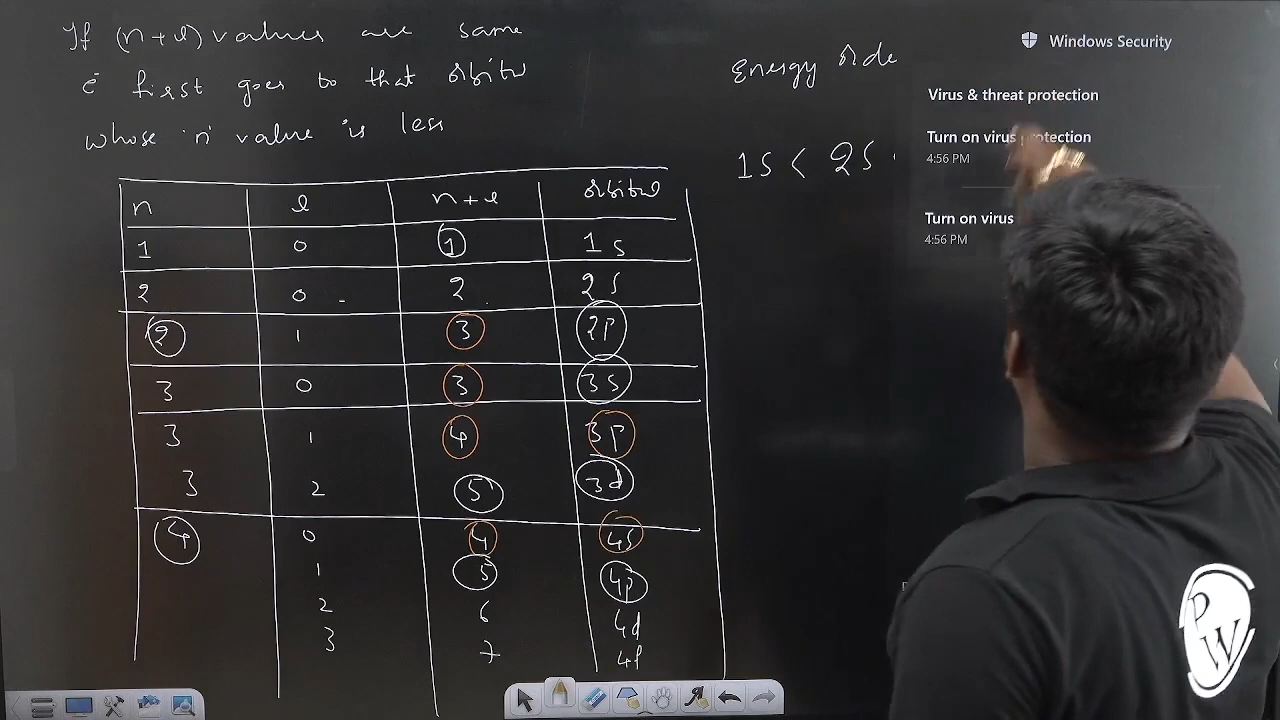 If (n+l) values are same
e⁻ first goes to that orbital
whose 'n' value is less
n l n+l orbital
1 0 1 1s
2 0 2 2s
2 1 3 2p
3 0 3 3s
3 1 4 3p
3 2 5 3d
4 0 4 4s
1 5 4p
2 6 4d
3 7 4f
Energy
1s < 2s
Windows Security
Virus & threat protection
Turn on virus protection
4:56 PM
Turn on virus
4:56 PM
PW